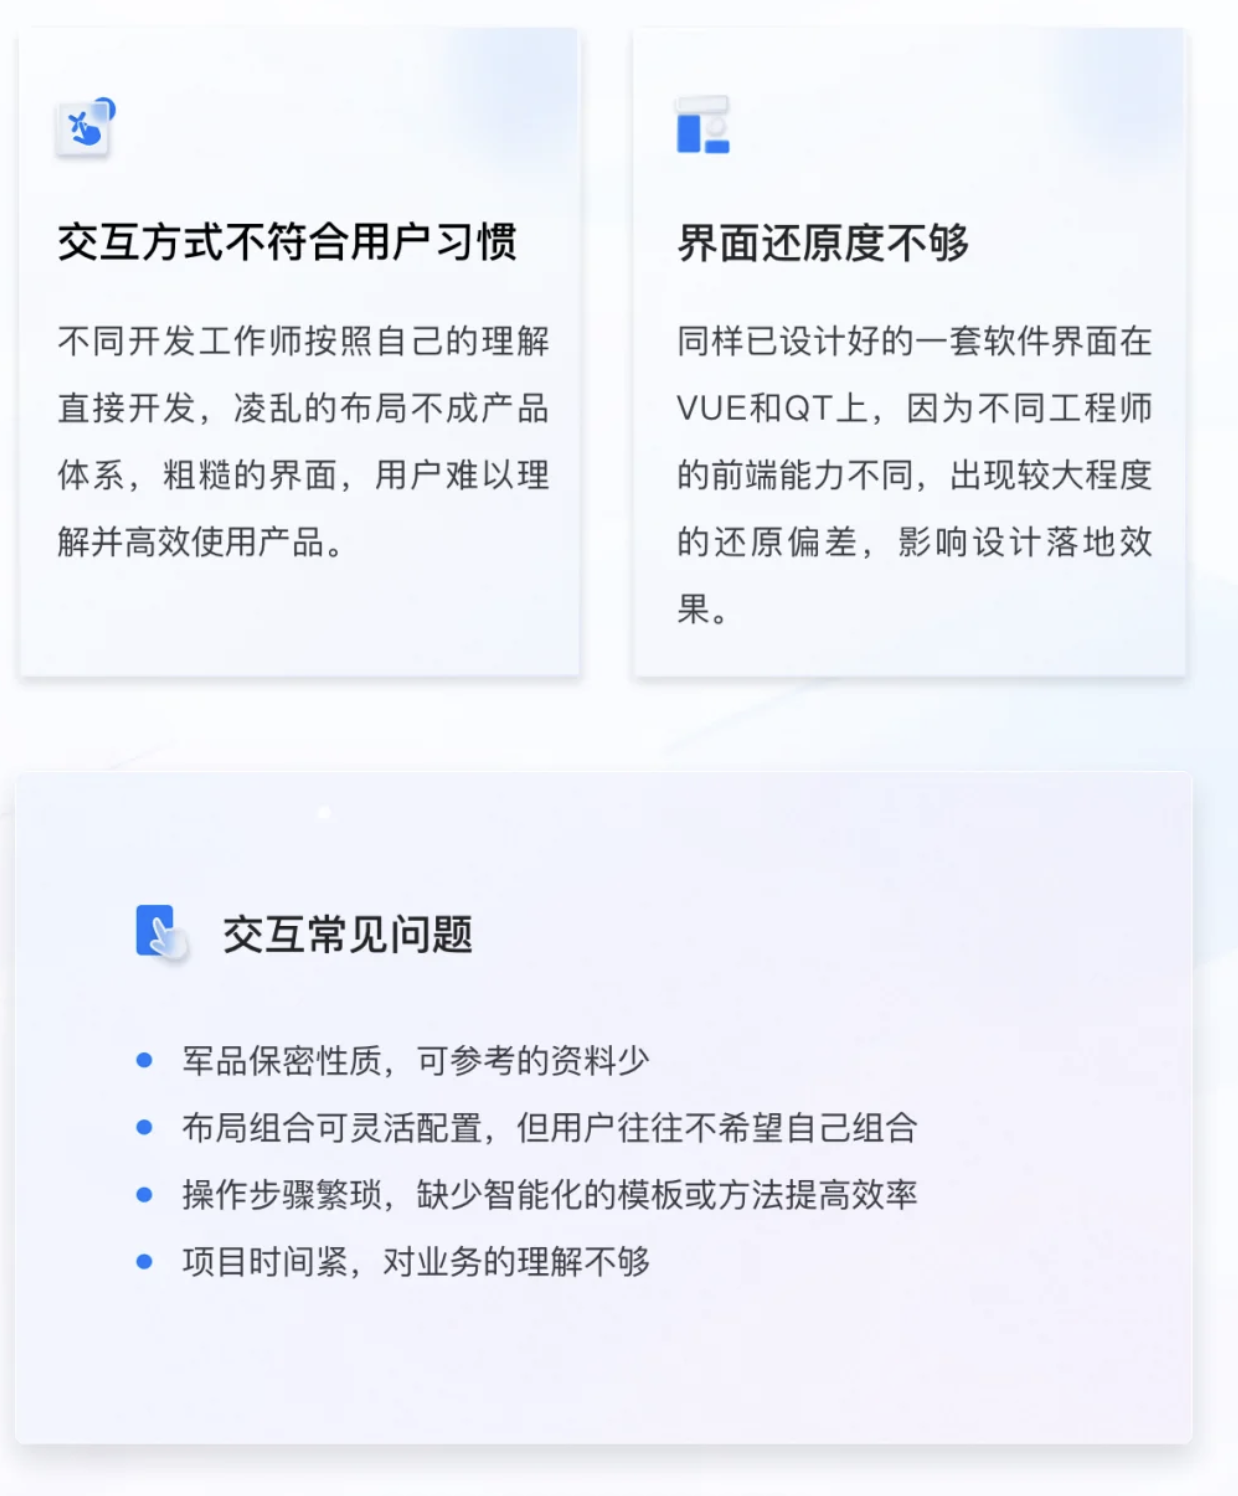 交互方式不符合用户习惯
不同开发工作师按照自己的理解
直接开发，凌乱的布局不成产品
体系，粗糙的界面，用户难以理
解并高效使用产品。
界面还原度不够
同样已设计好的一套软件界面在
VUE和QT上，因为不同工程师
的前端能力不同，出现较大程度
的还原偏差，影响设计落地效
果。
交互常见问题
军品保密性质，可参考的资料少
布局组合可灵活配置，但用户往往不希望自己组合
操作步骤繁琐，缺少智能化的模板或方法提高效率
项目时间紧，对业务的理解不够